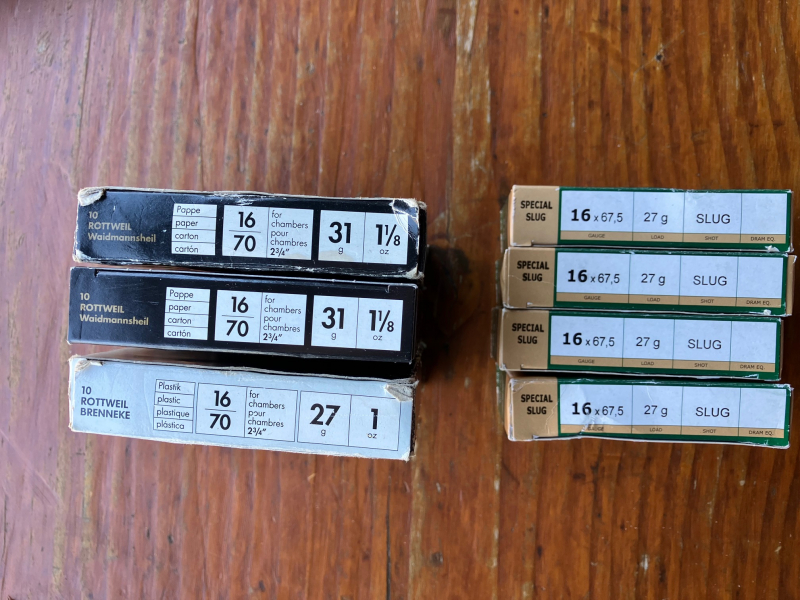 10
ROTTWEIL
Waidmannsheil
Pappe
paper
carton
cartón
16
70
for
chambers
pour
chambres
2¾"
31
g
1⅛
oz
10
ROTTWEIL
Waidmannsheil
Pappe
paper
carton
cartón
16
70
for
chambers
pour
chambres
2¾"
31
g
1⅛
oz
10
ROTTWEIL
BRENNEKE
Plastik
plastic
plastique
plástica
16
70
for
chambers
pour
chambres
2¾"
27
g
1
oz
SPECIAL
SLUG
16 x 67,5 27 g SLUG
GAUGE LOAD SHOT DRAM EQ.
SPECIAL
SLUG
16 x 67,5 27 g SLUG
GAUGE LOAD SHOT DRAM EQ.
SPECIAL
SLUG
16 x 67,5 27 g SLUG
GAUGE LOAD SHOT DRAM EQ.
SPECIAL
SLUG
16 x 67,5 27 g SLUG
GAUGE LOAD SHOT DRAM EQ.